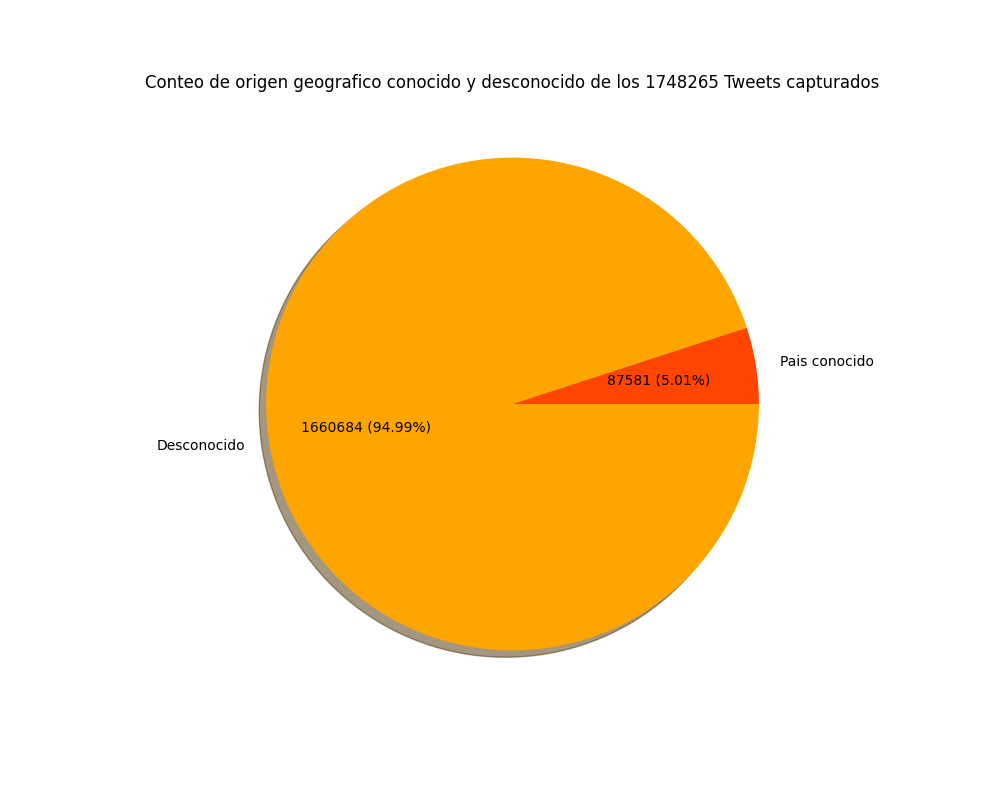 Conteo de origen geografico conocido y desconocido de los 1748265 Tweets capturados
Pais conocido
87581 (5.01%)
1660684 (94.99%)
Desconocido